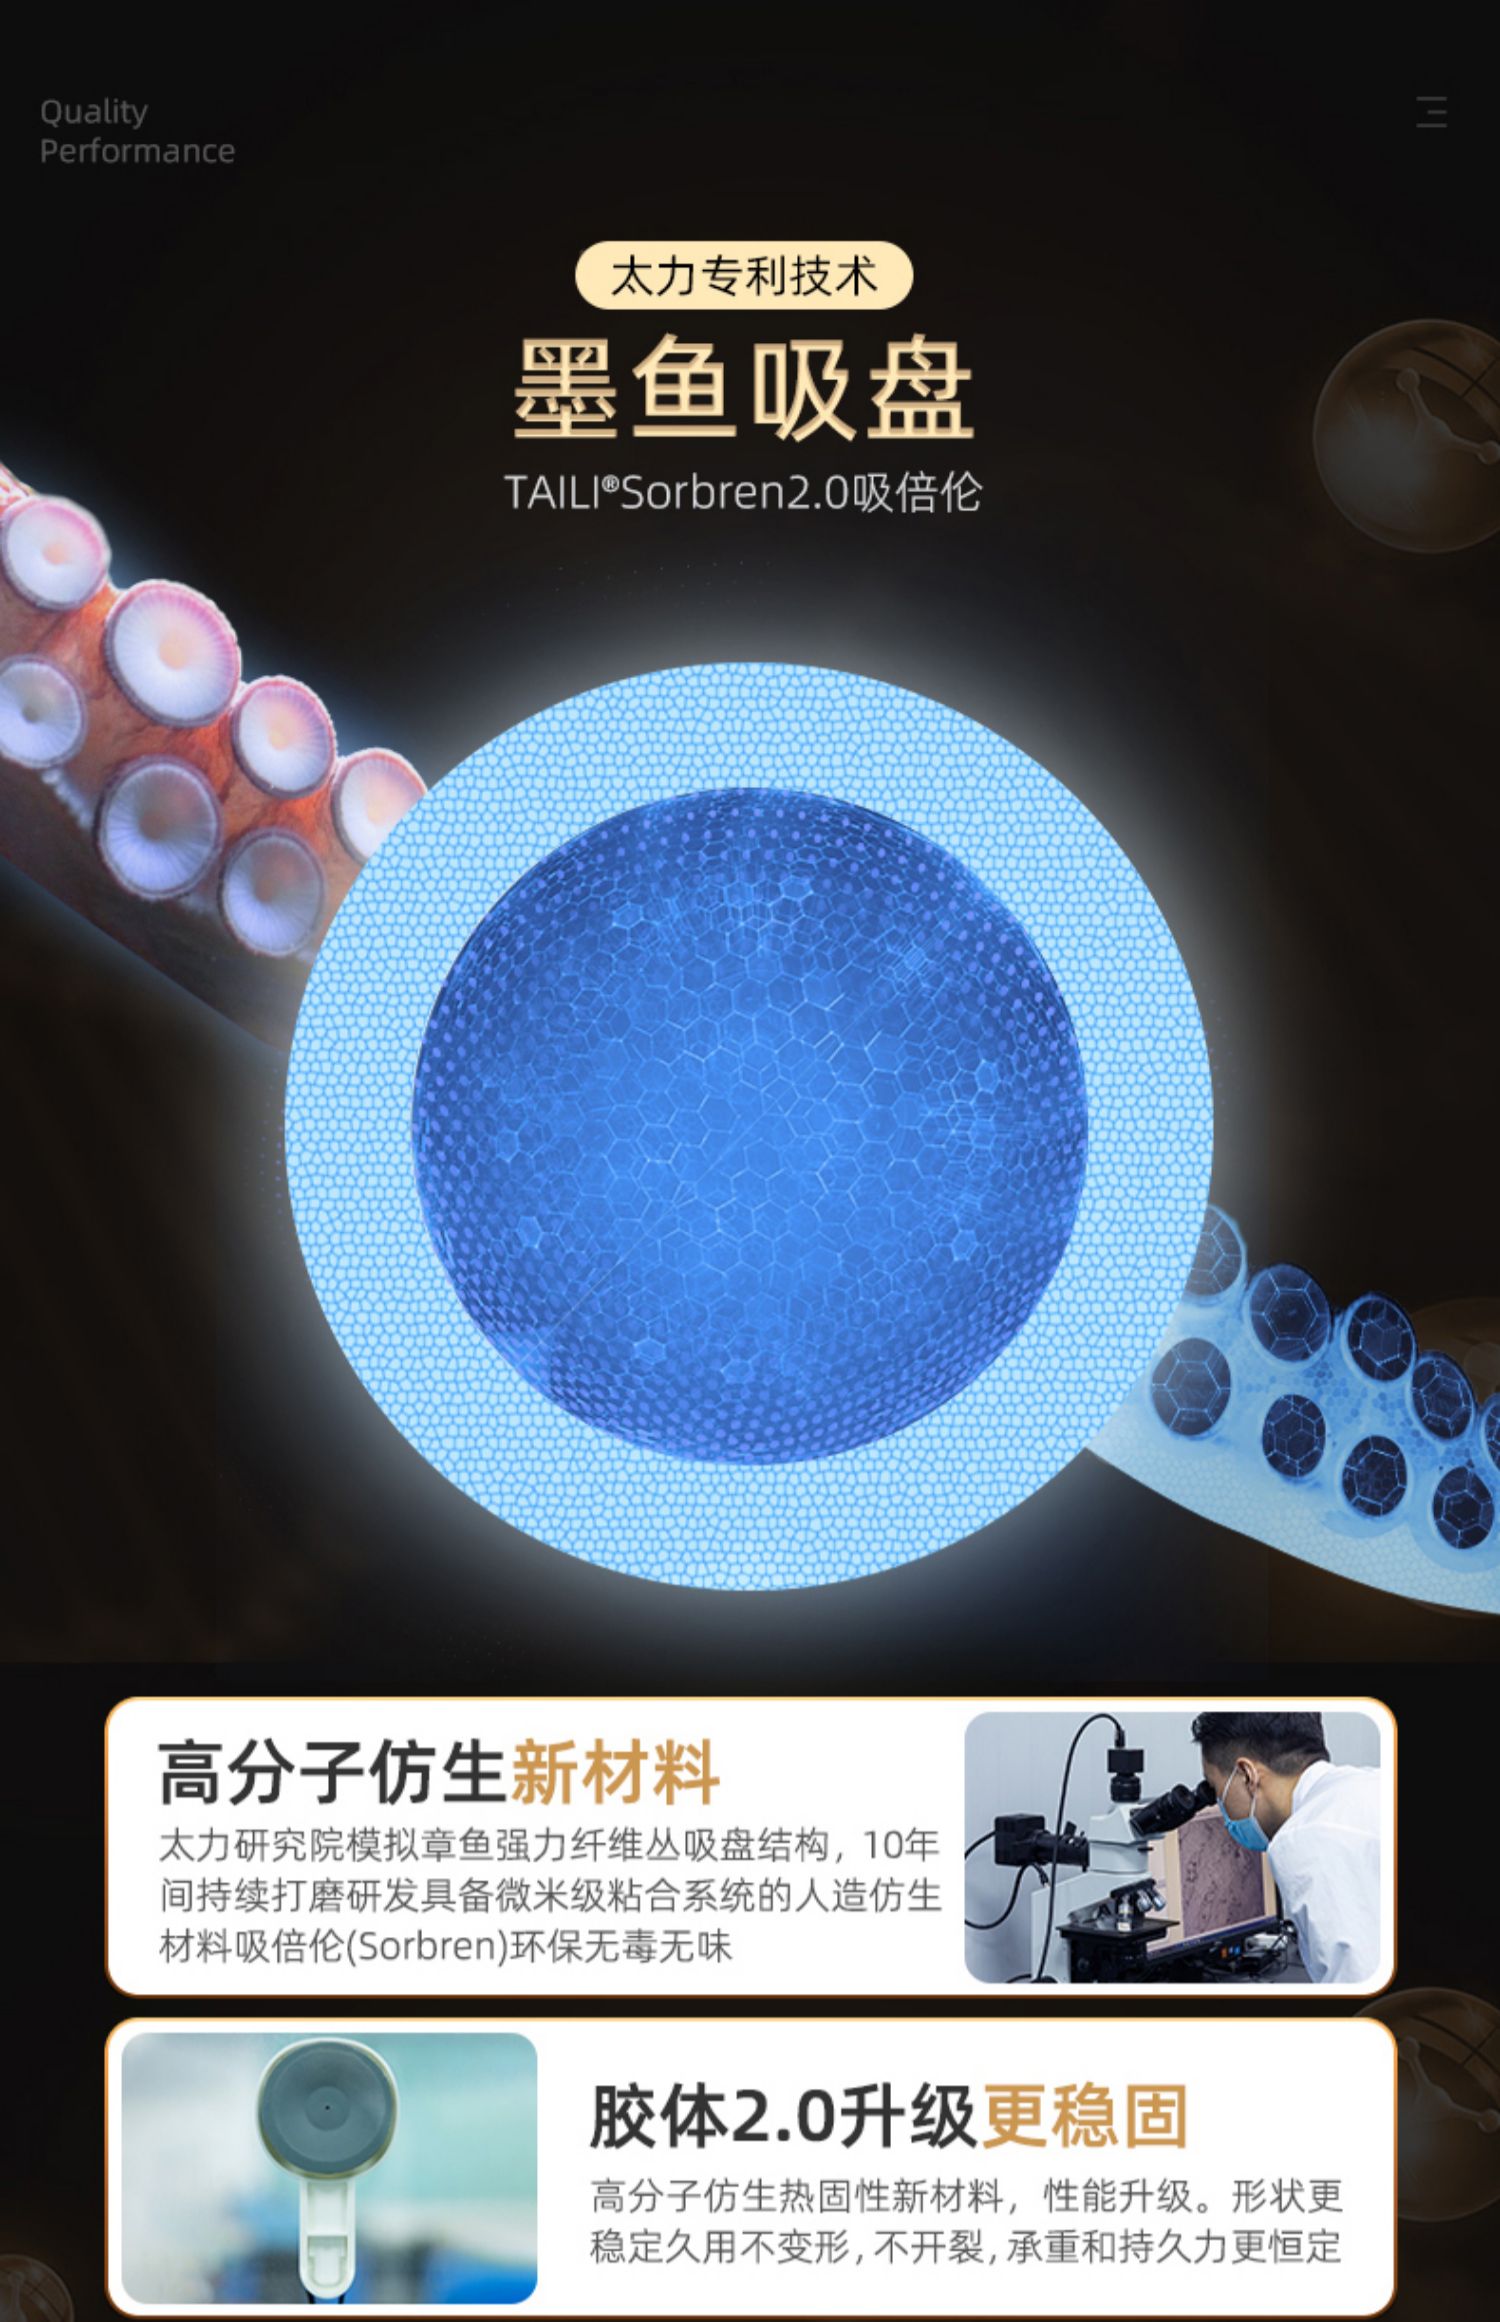 Quality
Performance
太力专利技术
墨鱼吸盘
TAILI®Sorbren2.0吸倍伦
高分子仿生新材料
太力研究院模拟章鱼强力纤维丛吸盘结构，10年
间持续打磨研发具备微米级粘合系统的人造仿生
材料吸倍伦(Sorbren)环保无毒无味
胶体2.0升级更稳固
高分子仿生热固性新材料，性能升级。形状更
稳定久用不变形,不开裂,承重和持久力更恒定